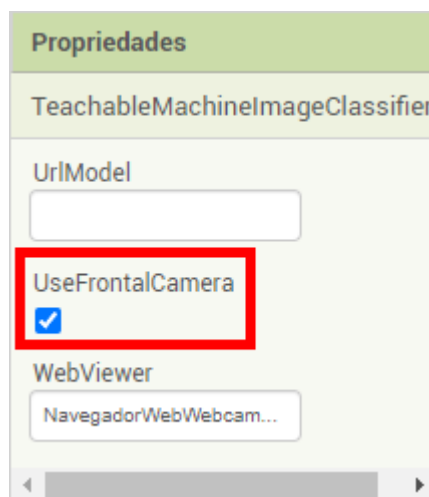 Propriedades
TeachableMachineImageClassifier
UrlModel
UseFrontalCamera
WebViewer
NavegadorWebWebcam...